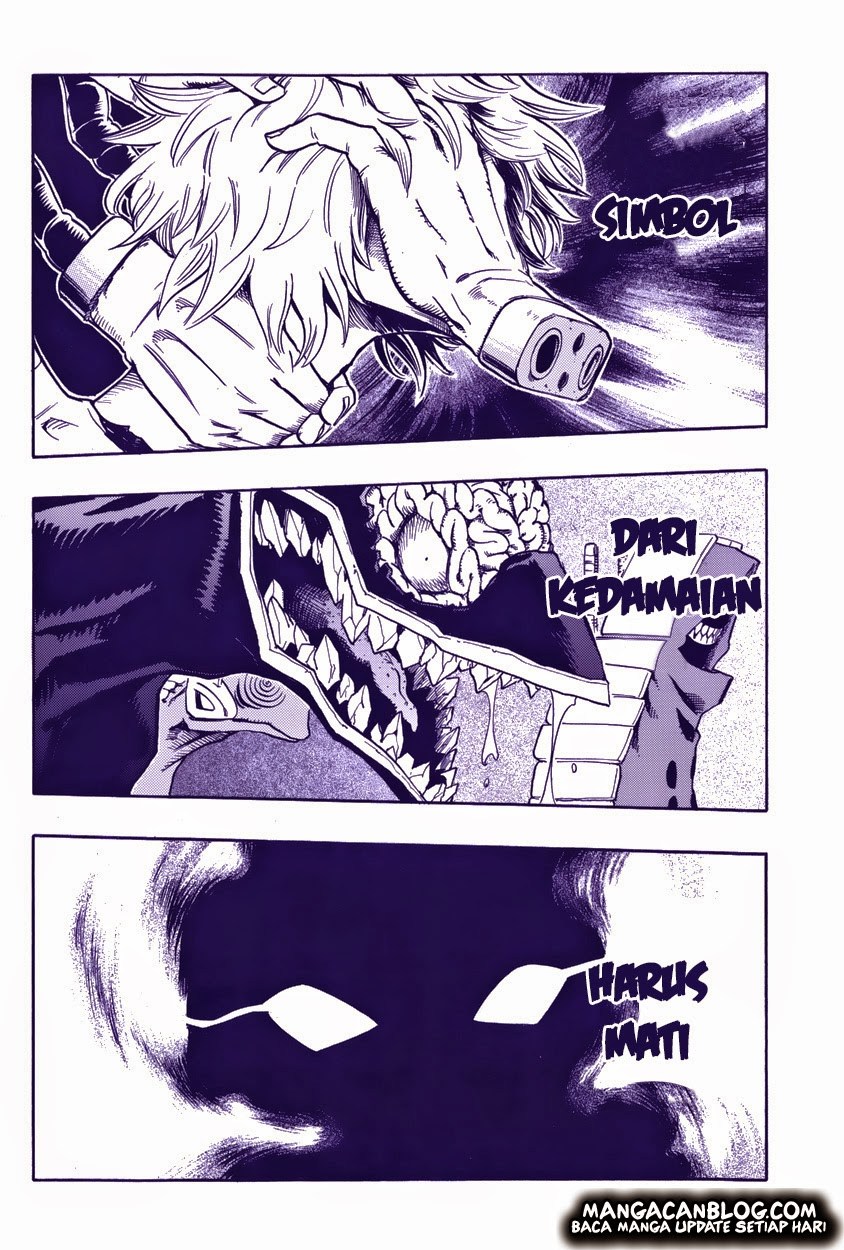 SIMBOL
DARI
KEDAMAIAN
HARUS
MATI
MANGACANBLOG.COM
BACA MANGA UPDATE SETIAP HARI